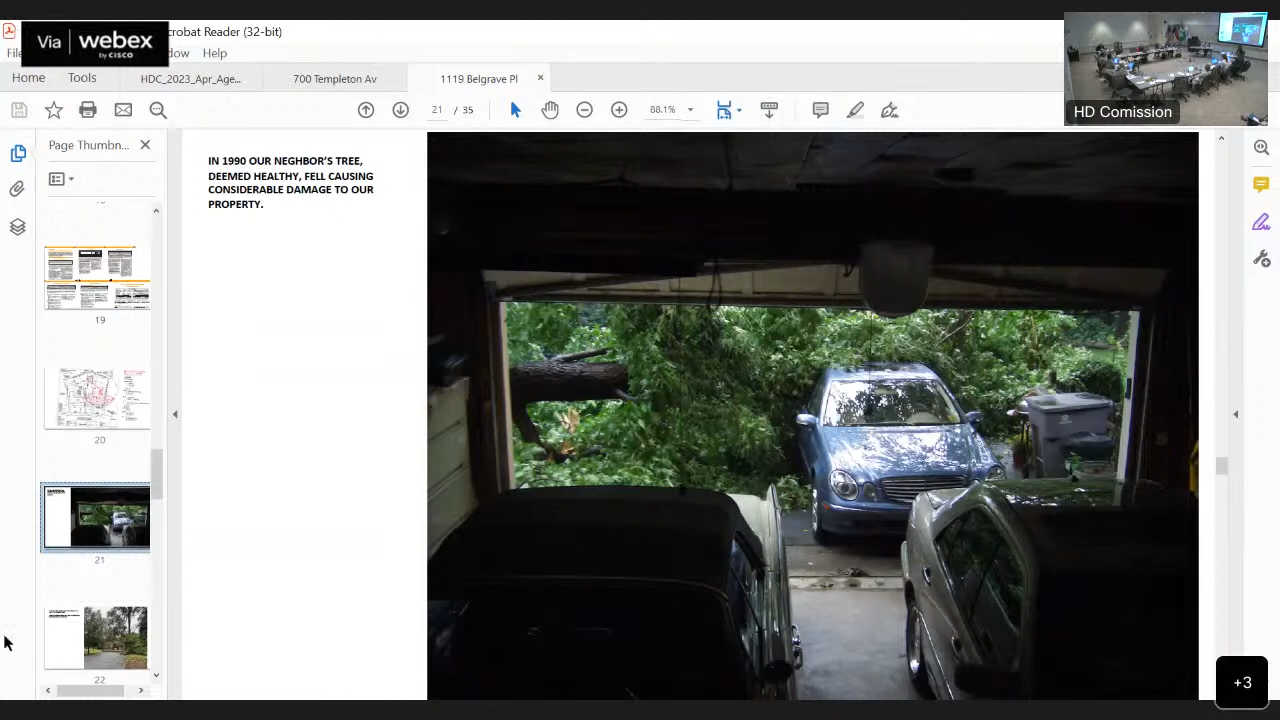 Via webex
by CISCO
crobat Reader (32-bit)
dow Help
Home Tools HDC_2023_Apr_Age... 700 Templeton Av 1119 Belgrave Pl
21 / 35 88.1%
HD Comission
Page Thumbn...
IN 1990 OUR NEGHBOR'S TREE,
DEEMED HEALTHY, FELL CAUSING
CONSIDERABLE DAMAGE TO OUR
PROPERTY.
19
20
21
22
+3